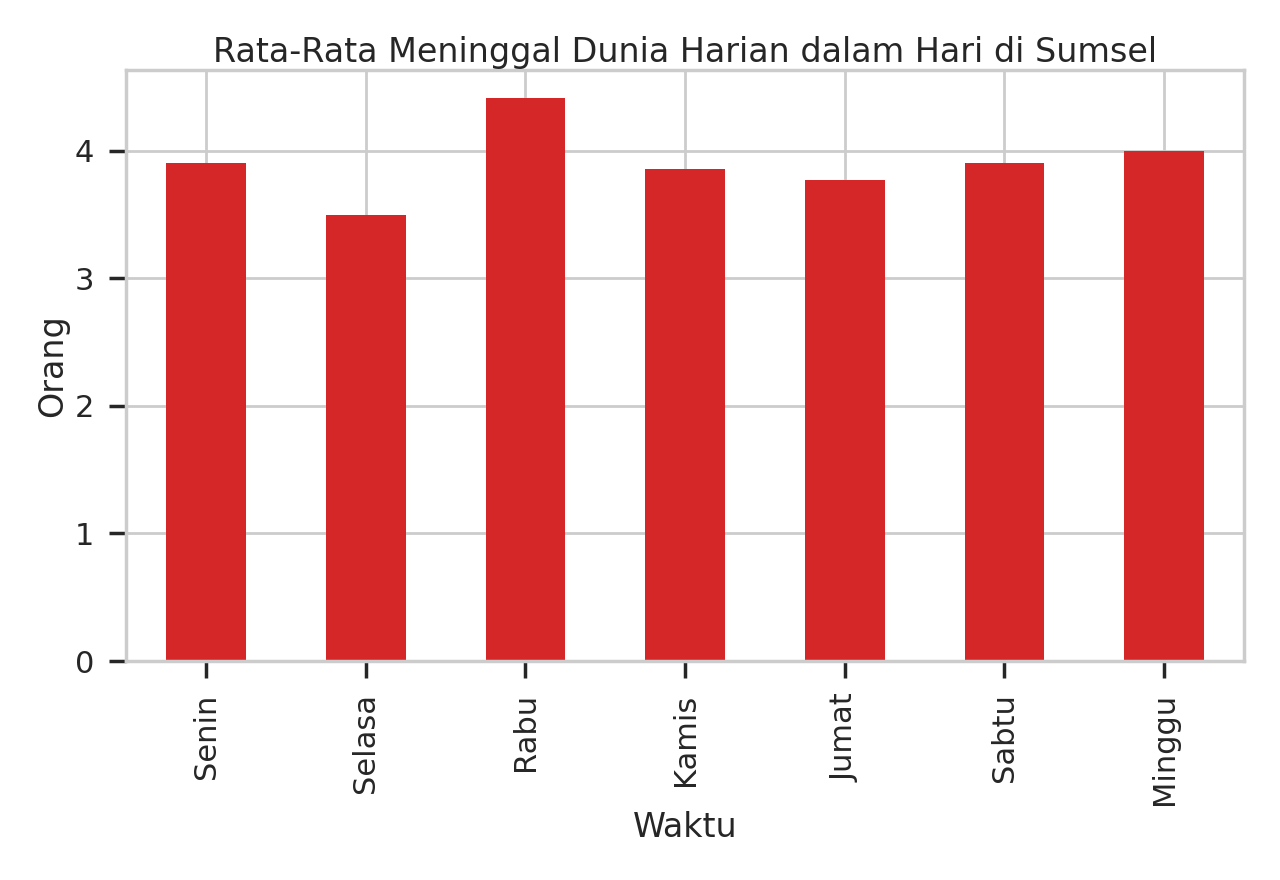 Rata-Rata Meninggal Dunia Harian dalam Hari di Sumsel
Orang
4
3
2
1
0
Senin
Selasa
Rabu
Kamis
Jumat
Sabtu
Minggu
Waktu